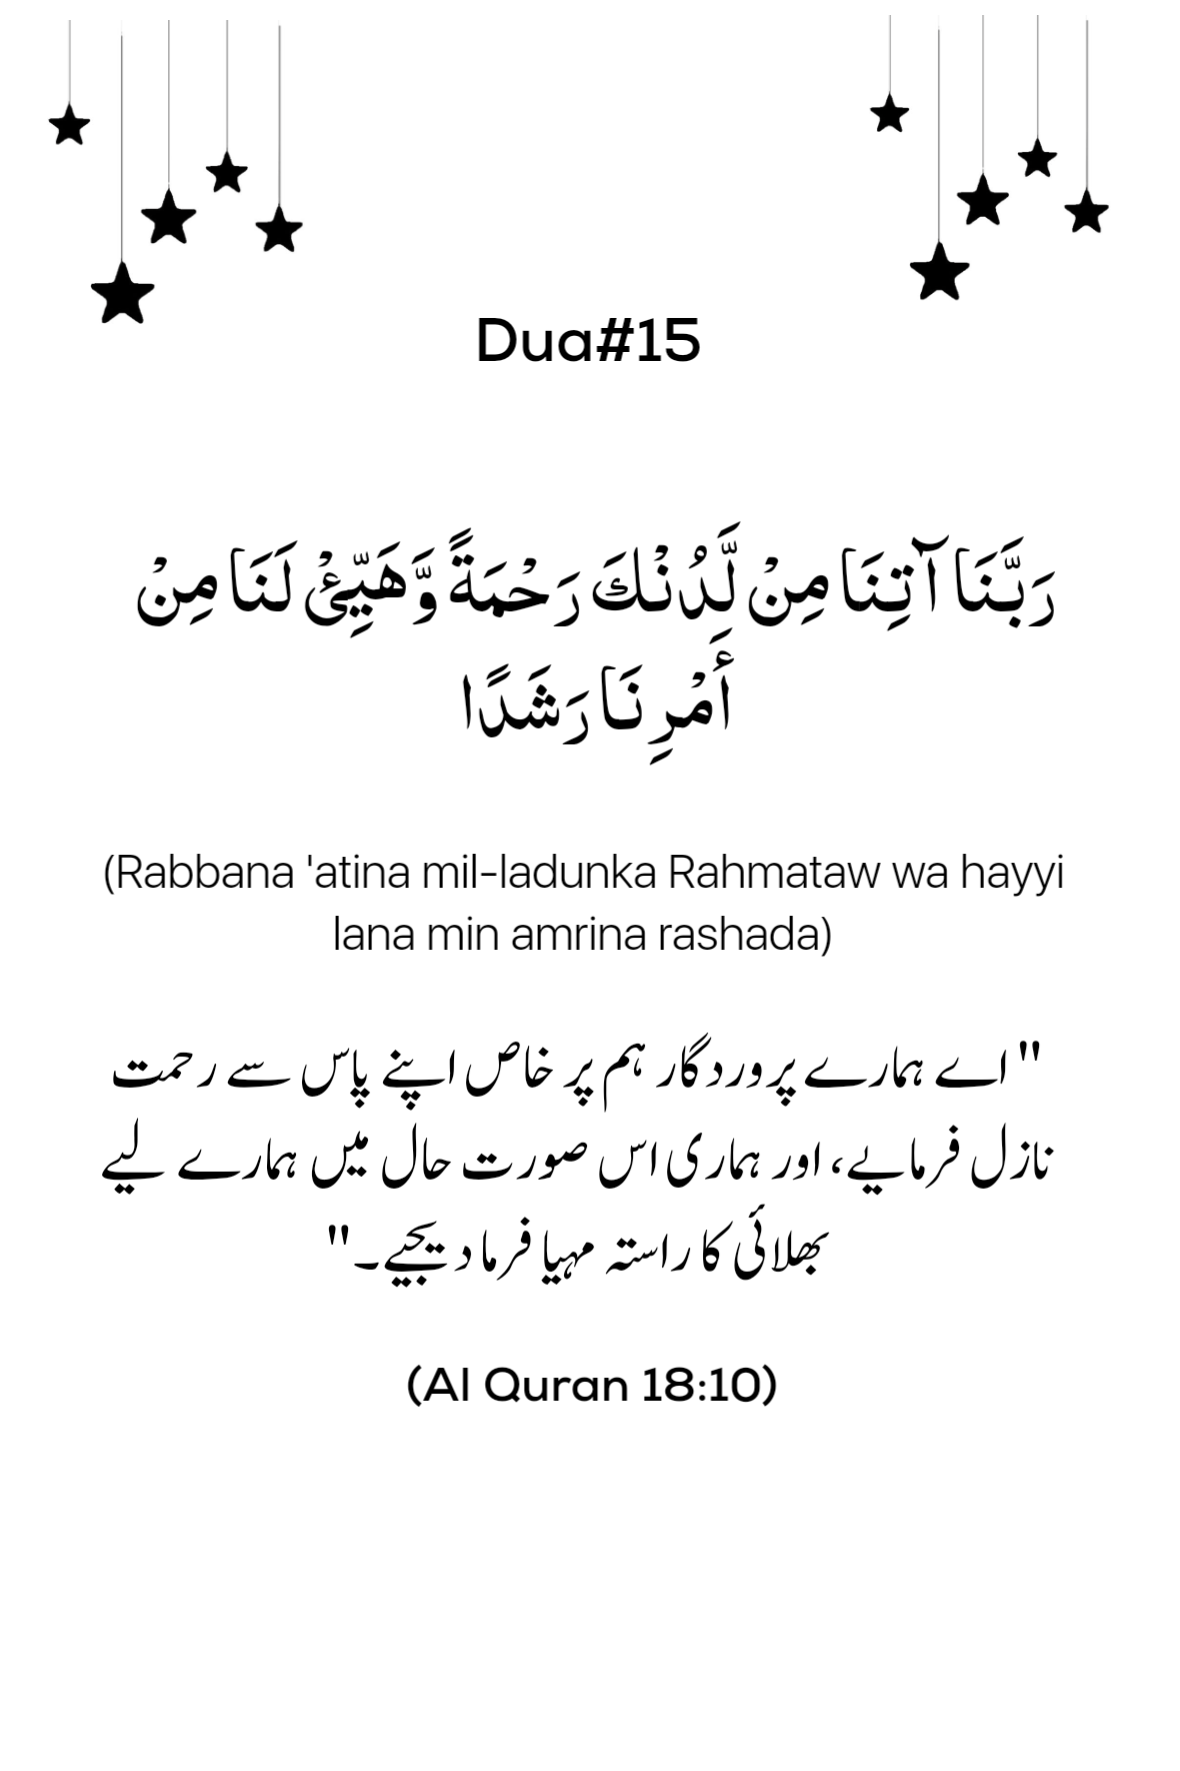 Dua#15
رَبَّنَا آتِنَا مِنْ لَّدُنْكَ رَحْمَةً وَّهَيِّئْ لَنَا مِنْ
أَمْرِنَا رَشَدًا
(Rabbana 'atina mil-ladunka Rahmataw wa hayyi
lana min amrina rashada)
"اے ہمارے پروردگار ہم پر خاص اپنے پاس سے رحمت
نازل فرمایے، اور ہماری اس صورت حال میں ہمارے لیے
بھلائی کا راستہ مہیا فرما دیجیے۔"
(Al Quran 18:10)